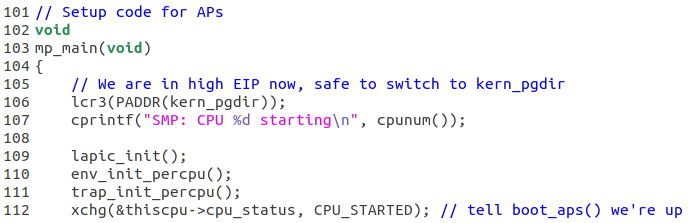 101 // Setup code for APs
102 void
103 mp_main(void)
104 {
105     // We are in high EIP now, safe to switch to kern_pgdir
106     lcr3(PADDR(kern_pgdir));
107     cprintf("SMP: CPU %d starting\n", cpunum());
108
109     lapic_init();
110     env_init_percpu();
111     trap_init_percpu();
112     xchg(&thiscpu->cpu_status, CPU_STARTED); // tell boot_aps() we're up